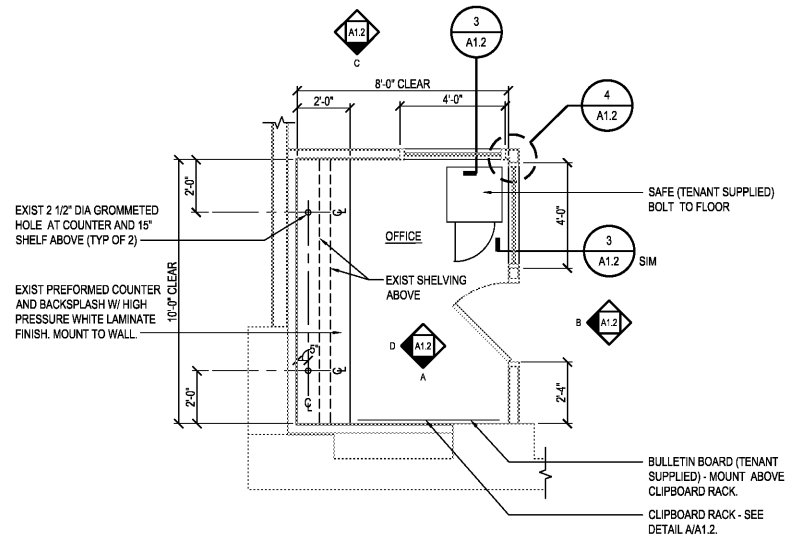 3
A1.2
A1.2
C
8'-0" CLEAR
2'-0"
4'-0"
4
A1.2
2'-0"
4'-0"
SAFE (TENANT SUPPLIED)
BOLT TO FLOOR
EXIST 2 1/2" DIA GROMMETED
HOLE AT COUNTER AND 15"
SHELF ABOVE (TYP OF 2)
CL
OFFICE
3
A1.2
SIM
10'-0" CLEAR
EXIST SHELVING
ABOVE
EXIST PREFORMED COUNTER
AND BACKSPLASH W/ HIGH
PRESSURE WHITE LAMINATE
FINISH. MOUNT TO WALL.
D
A1.2
A
B
A1.2
5"
CL
2'-0"
CL
2'-4"
BULLETIN BOARD (TENANT
SUPPLIED) - MOUNT ABOVE
CLIPBOARD RACK.
CLIPBOARD RACK - SEE
DETAIL A/A1.2.